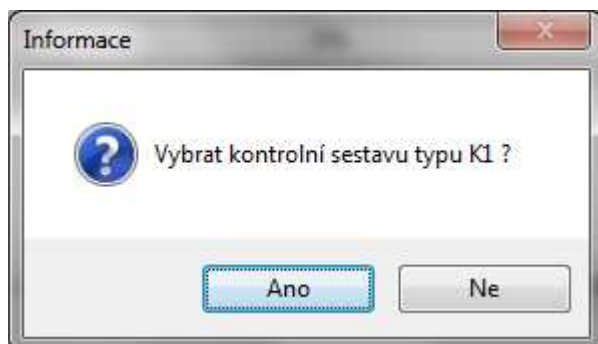 Informace
Vybrat kontrolní sestavu typu K1 ?
Ano
Ne